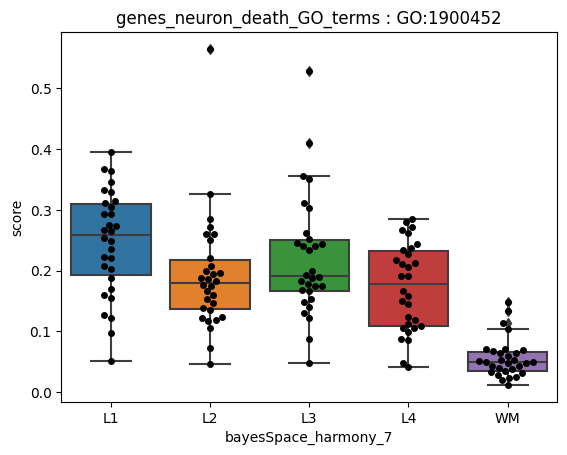 genes_neuron_death_GO_terms : GO:1900452
score
0.5
0.4
0.3
0.2
0.1
0.0
L1 L2 L3 L4 WM
bayesSpace_harmony_7